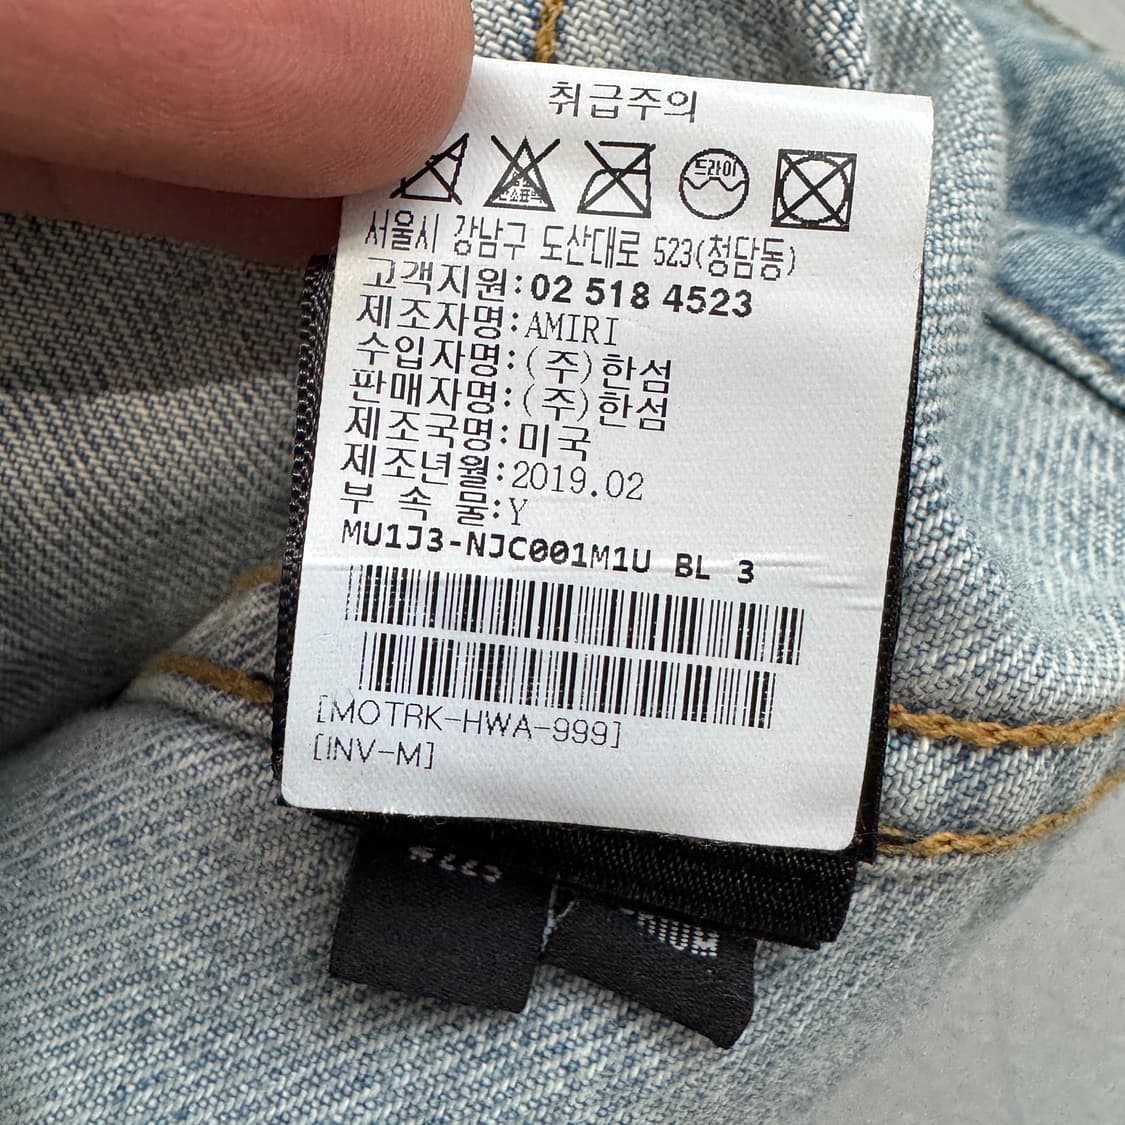 취급주의
드라이
서울시 강남구 도산대로 523(청담동)
고객지원:02 518 4523
제조자명:AMIRI
수입자명:(주)한섬
판매자명:(주)한섬
제조국명:미국
제조년월:2019.02
부 속 물:Y
MU1J3-NJC001M1U BL 3
[MOTRK-HWA-999]
[INV-M]